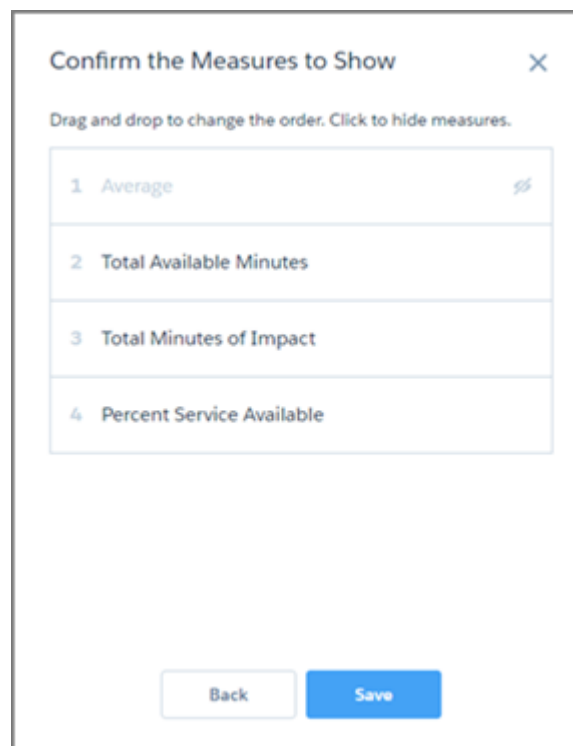 Confirm the Measures to Show
Drag and drop to change the order. Click to hide measures.
1 Average
2 Total Available Minutes
3 Total Minutes of Impact
4 Percent Service Available
Back Save